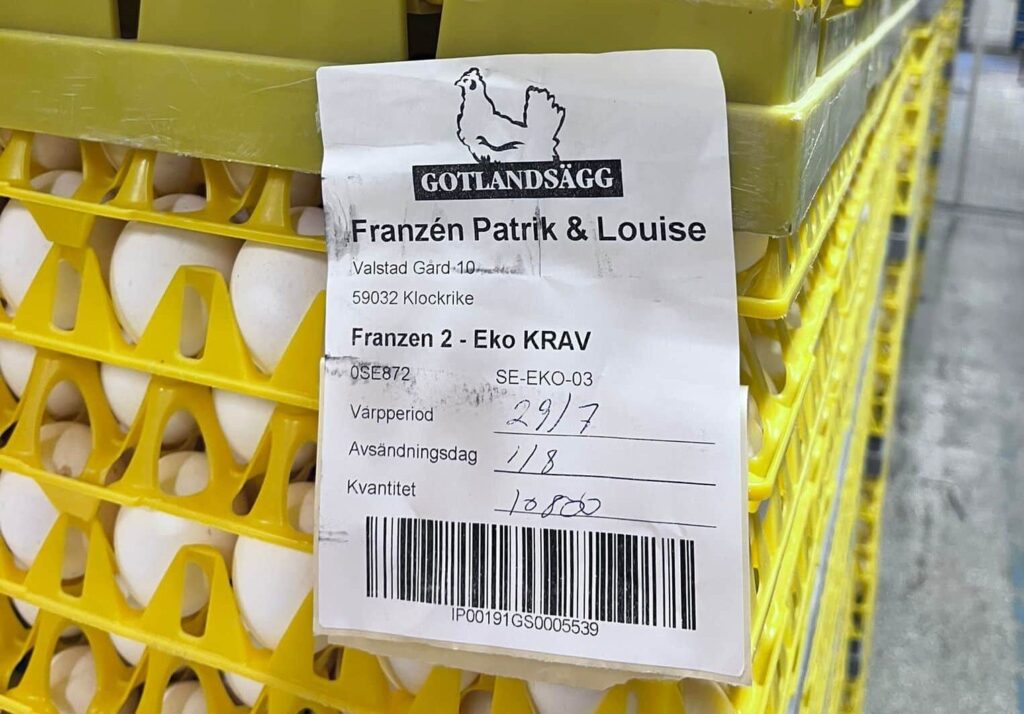 GOTLANDSÄGG
Franzén Patrik & Louise
Valstad Gård 10
59032 Klockrike
Franzen 2 - Eko KRAV
0SE872 SE-EKO-03
Värpperiod 29/7
Avsändningsdag 1/8
Kvantitet 10800
IP00191GS0005539